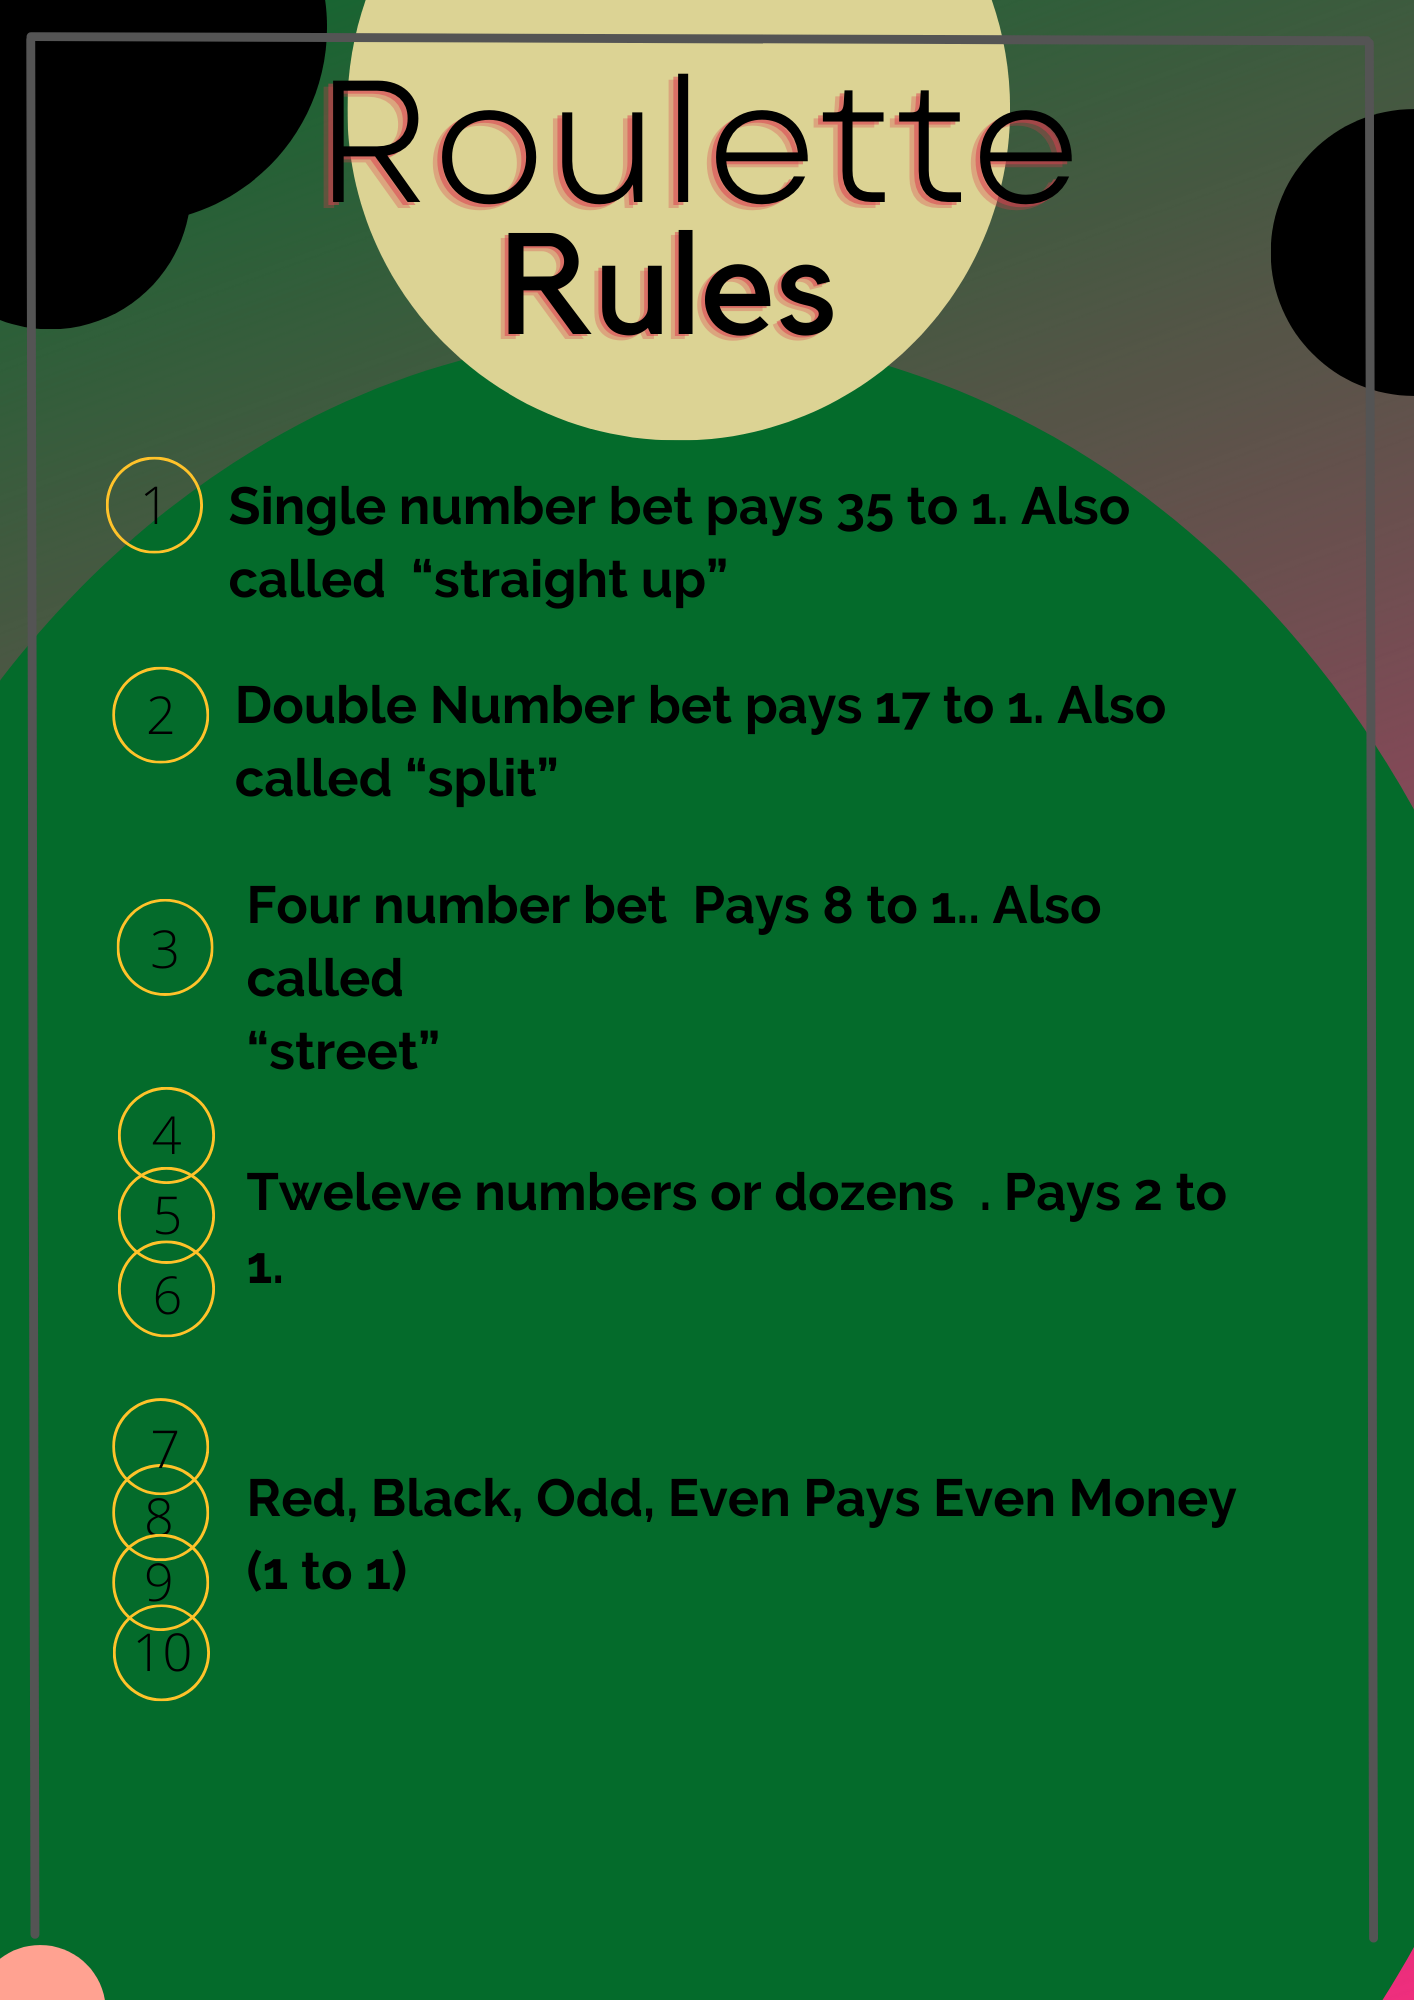 Roulette
Rules
1
Single number bet pays 35 to 1. Also
called “straight up”
2
Double Number bet pays 17 to 1. Also
called “split”
3
Four number bet Pays 8 to 1.. Also
called
“street”
4
5
6
Tweleve numbers or dozens . Pays 2 to
1.
7
8
9
10
Red, Black, Odd, Even Pays Even Money
(1 to 1)